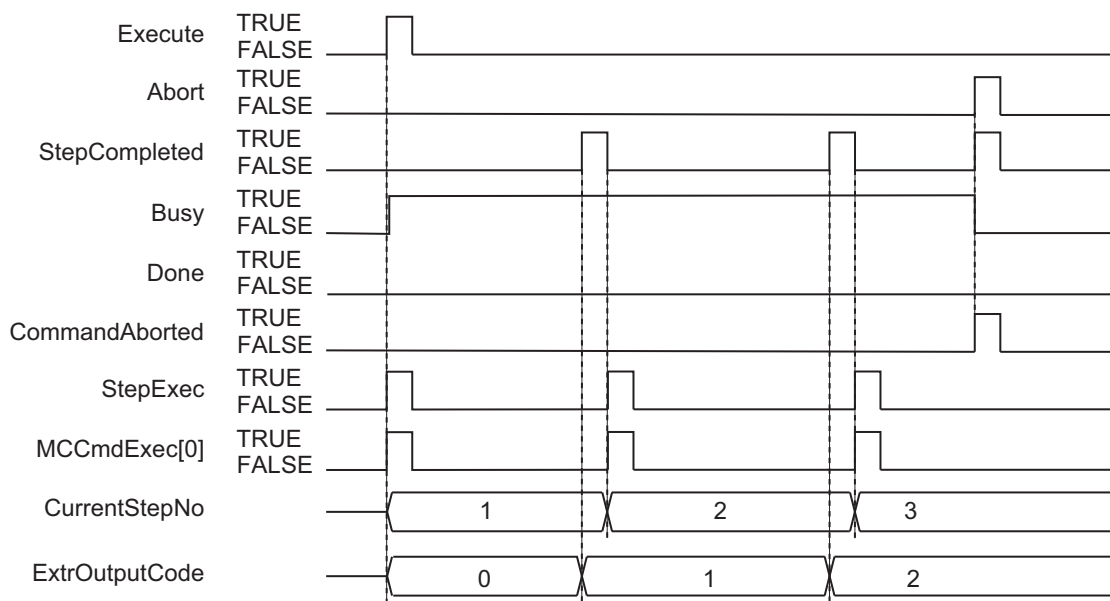 Execute TRUE
FALSE
Abort TRUE
FALSE
StepCompleted TRUE
FALSE
Busy TRUE
FALSE
Done TRUE
FALSE
CommandAborted TRUE
FALSE
StepExec TRUE
FALSE
MCCmdExec[0] TRUE
FALSE
CurrentStepNo 1 2 3
ExtrOutputCode 0 1 2